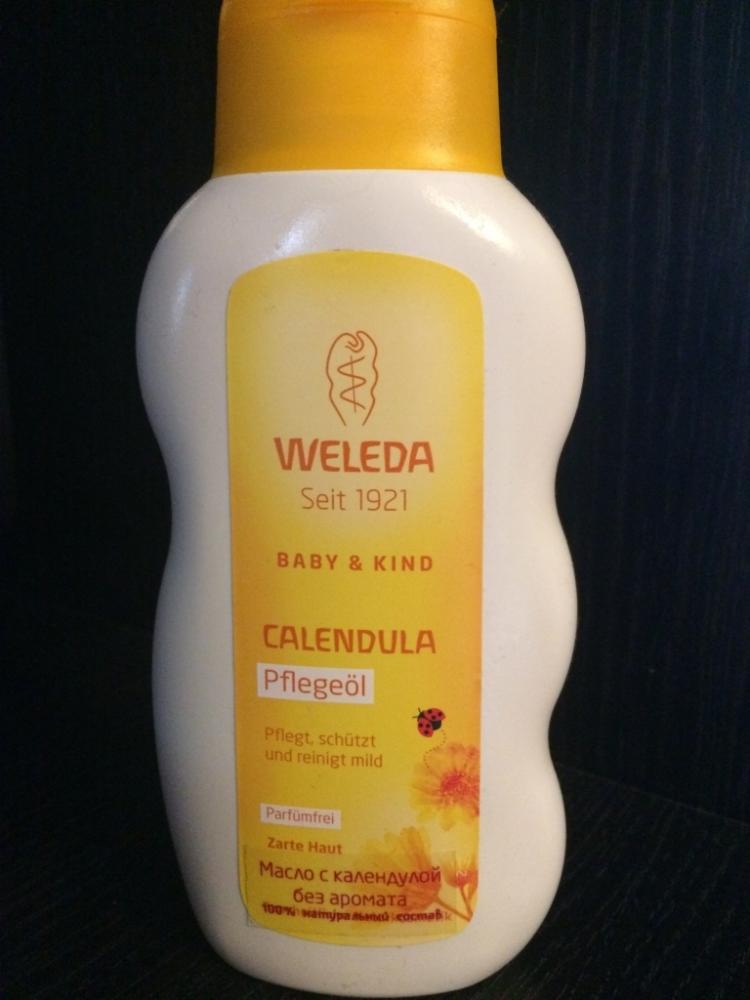 WELEDA
Seit 1921
BABY & KIND
CALENDULA
Pflegeöl
Pflegt, schützt
und reinigt mild
Parfümfrei
Zarte Haut
Масло с календулой
без аромата
100% натуральный состав